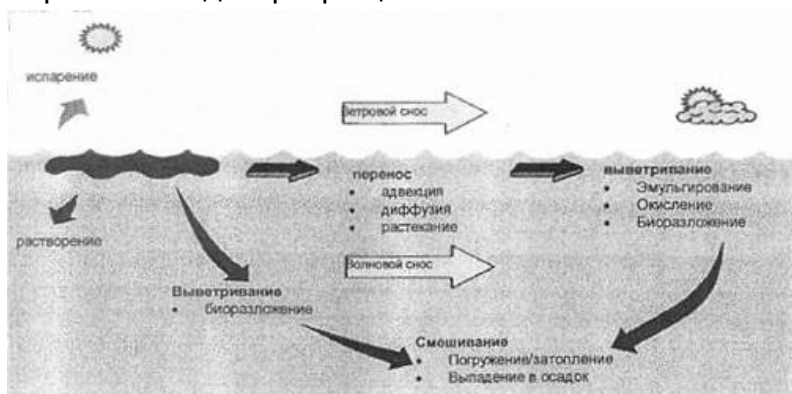 испарение
Ветровой снос
перенос
• адвекция
• диффузия
• растекание
выветривание
• Эмульгирование
• Окисление
• Биоразложение
растворение
Волновой снос
Выветривание
• биоразложение
Смешивание
• Погружение/затопление
• Выпадение в осадок